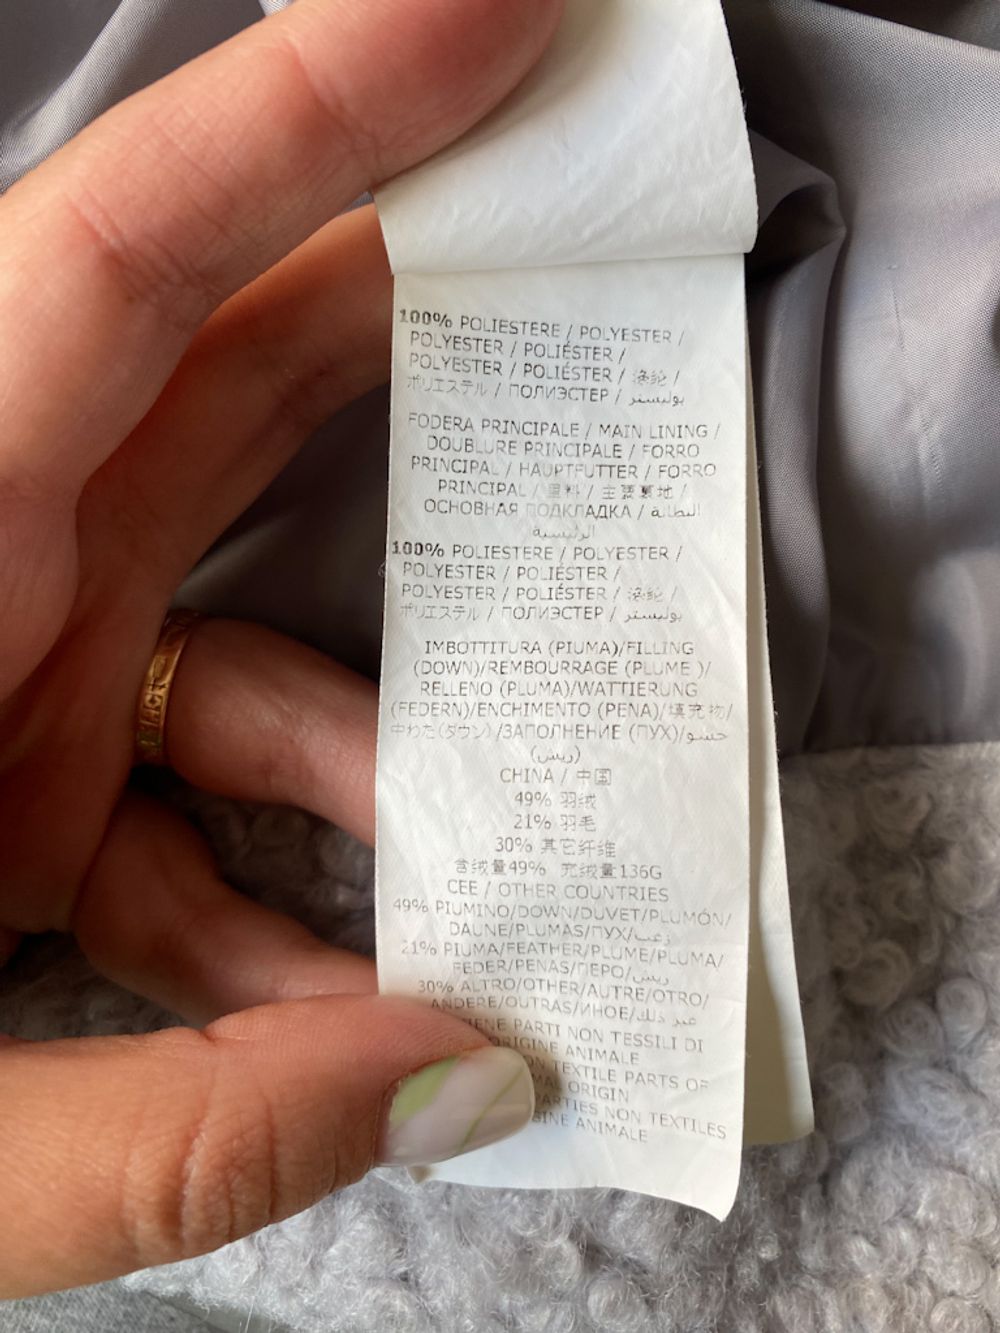 100% POLIESTERE / POLYESTER /
POLYESTER / POLIÉSTER /
POLYESTER / POLIÉSTER / 涤纶 /
ポリエステル / ПОЛИЭСТЕР / بوليستر
FODERA PRINCIPALE / MAIN LINING /
DOUBLURE PRINCIPALE / FORRO
PRINCIPAL / HAUPTFUTTER / FORRO
PRINCIPAL / 里料 / 主要裏地 /
ОСНОВНАЯ ПОДКЛАДКА / البطانة
الرئيسية
100% POLIESTERE / POLYESTER /
POLYESTER / POLIÉSTER /
POLYESTER / POLIÉSTER / 涤纶 /
ポリエステル / ПОЛИЭСТЕР / بوليستر
IMBOTTITURA (PIUMA)/FILLING
(DOWN)/REMBOURRAGE (PLUME )/
RELLENO (PLUMA)/WATTIERUNG
(FEDERN)/ENCHIMENTO (PENA)/填充物/
中わた(ダウン)/ЗАПОЛНЕНИЕ (ПУХ)/حشو
(ريش)
CHINA / 中国
49% 羽绒
21% 羽毛
30% 其它纤维
含绒量49% 充绒量136G
CEE / OTHER COUNTRIES
49% PIUMINO/DOWN/DUVET/PLUMÓN/
DAUNE/PLUMAS/ПУХ/زغب
21% PIUMA/FEATHER/PLUME/PLUMA/
FEDER/PENAS/ПЕРО/ريش
30% ALTRO/OTHER/AUTRE/OTRO/
ANDERE/OUTRAS/ИНОЕ/غير ذلك
IENE PARTI NON TESSILI DI
ORIGINE ANIMALE
ON TEXTILE PARTS OF
MAL ORIGIN
PARTIES NON TEXTILES
GINE ANIMALE